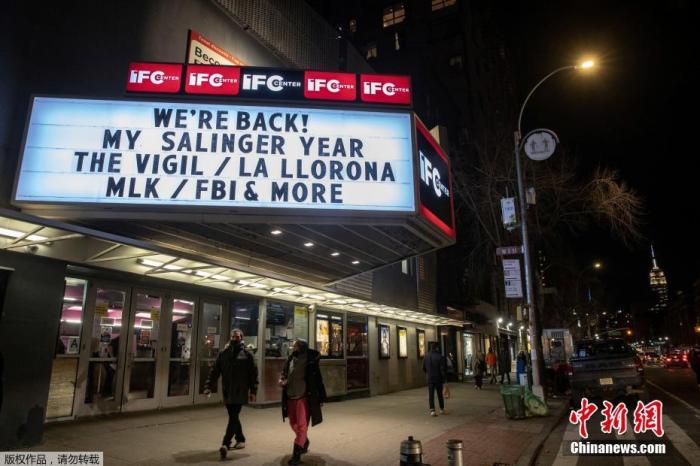 iFC CENTER iFC CENTER iFC CENTER iFC CENTER iFC CENTER
WE'RE BACK!
MY SALINGER YEAR
THE VIGIL / LA LLORONA
MLK / FBI & MORE
iFC CENTER
中新网
Chinanews.com
版权作品,请勿转载